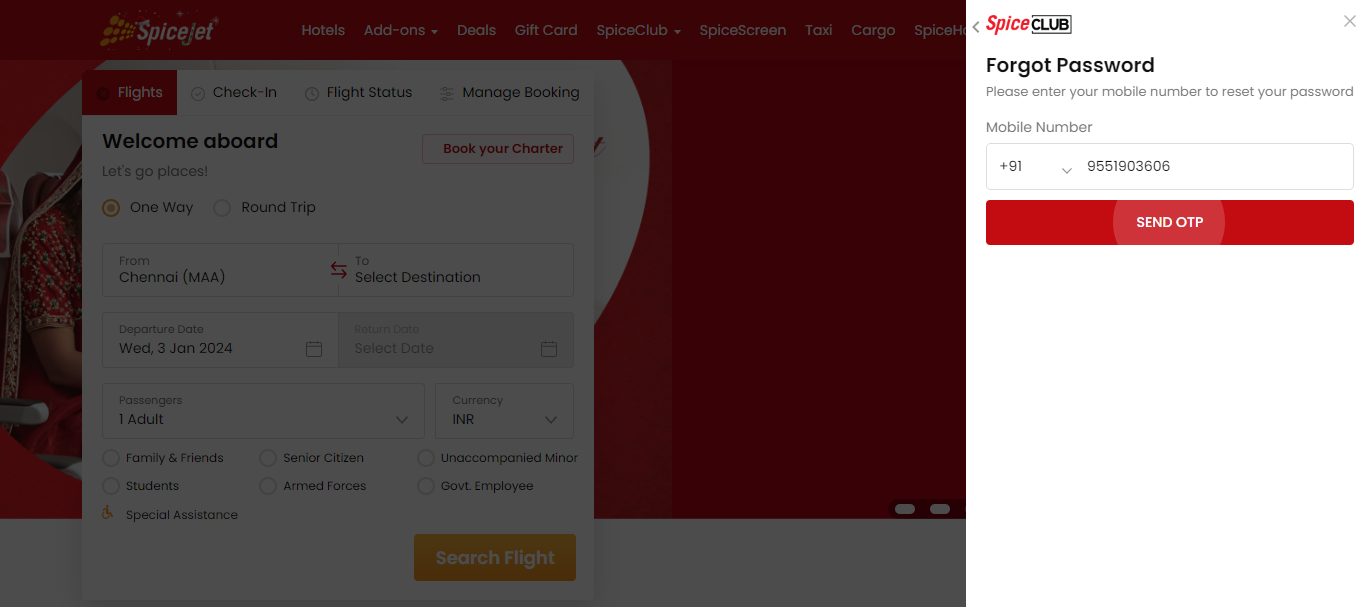 SpiceJet
Hotels Add-ons Deals Gift Card SpiceClub SpiceScreen Taxi Cargo SpiceHo
Flights Check-In Flight Status Manage Booking
Welcome aboard
Book your Charter
Let's go places!
One Way Round Trip
From To
Chennai (MAA) Select Destination
Departure Date Return Date
Wed, 3 Jan 2024 Select Date
Passengers Currency
1 Adult INR
Family & Friends Senior Citizen Unaccompanied Minor
Students Armed Forces Govt. Employee
Special Assistance
Search Flight
SpiceCLUB
Forgot Password
Please enter your mobile number to reset your password
Mobile Number
+91 9551903606
SEND OTP